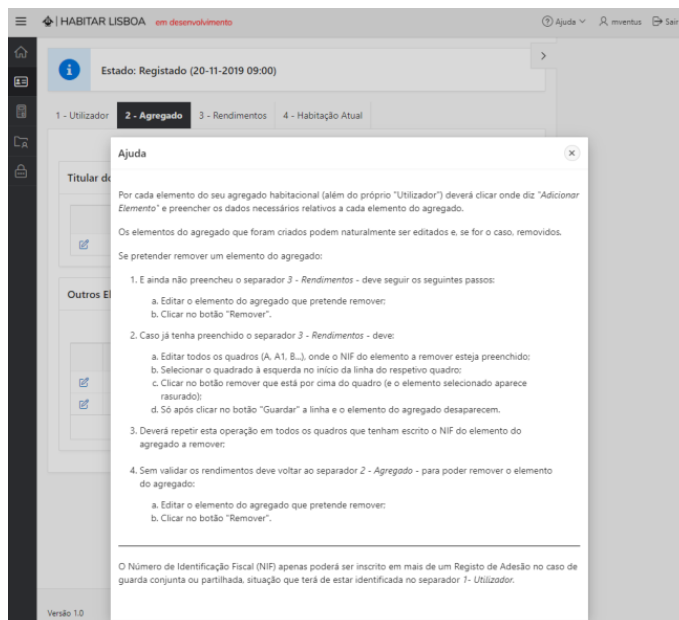 HABITAR LISBOA em desenvolvimento
Ajuda
mventus
Sair
Estado: Registado (20-11-2019 09:00)
1 - Utilizador
2 - Agregado
3 - Rendimentos
4 - Habitação Atual
Titular do
Outros El
Ajuda
Por cada elemento do seu agregado habitacional (além do próprio "Utilizador") deverá clicar onde diz "Adicionar
Elemento" e preencher os dados necessários relativos a cada elemento do agregado.
Os elementos do agregado que foram criados podem naturalmente ser editados e, se for o caso, removidos.
Se pretender remover um elemento do agregado:
1. E ainda não preencheu o separador 3 - Rendimentos - deve seguir os seguintes passos:
a. Editar o elemento do agregado que pretende remover;
b. Clicar no botão "Remover".
2. Caso já tenha preenchido o separador 3 - Rendimentos - deve:
a. Editar todos os quadros (A, A1, B...), onde o NIF do elemento a remover esteja preenchido;
b. Selecionar o quadrado à esquerda no início da linha do respetivo quadro;
c. Clicar no botão remover que está por cima do quadro (e o elemento selecionado aparece
rasurado);
d. Só após clicar no botão "Guardar" a linha e o elemento do agregado desaparecem.
3. Deverá repetir esta operação em todos os quadros que tenham escrito o NIF do elemento do
agregado a remover;
4. Sem validar os rendimentos deve voltar ao separador 2 - Agregado - para poder remover o elemento
do agregado:
a. Editar o elemento do agregado que pretende remover;
b. Clicar no botão "Remover".
O Número de Identificação Fiscal (NIF) apenas poderá ser inscrito em mais de um Registo de Adesão no caso de
guarda conjunta ou partilhada, situação que terá de estar identificada no separador 1- Utilizador.
Versão 1.0